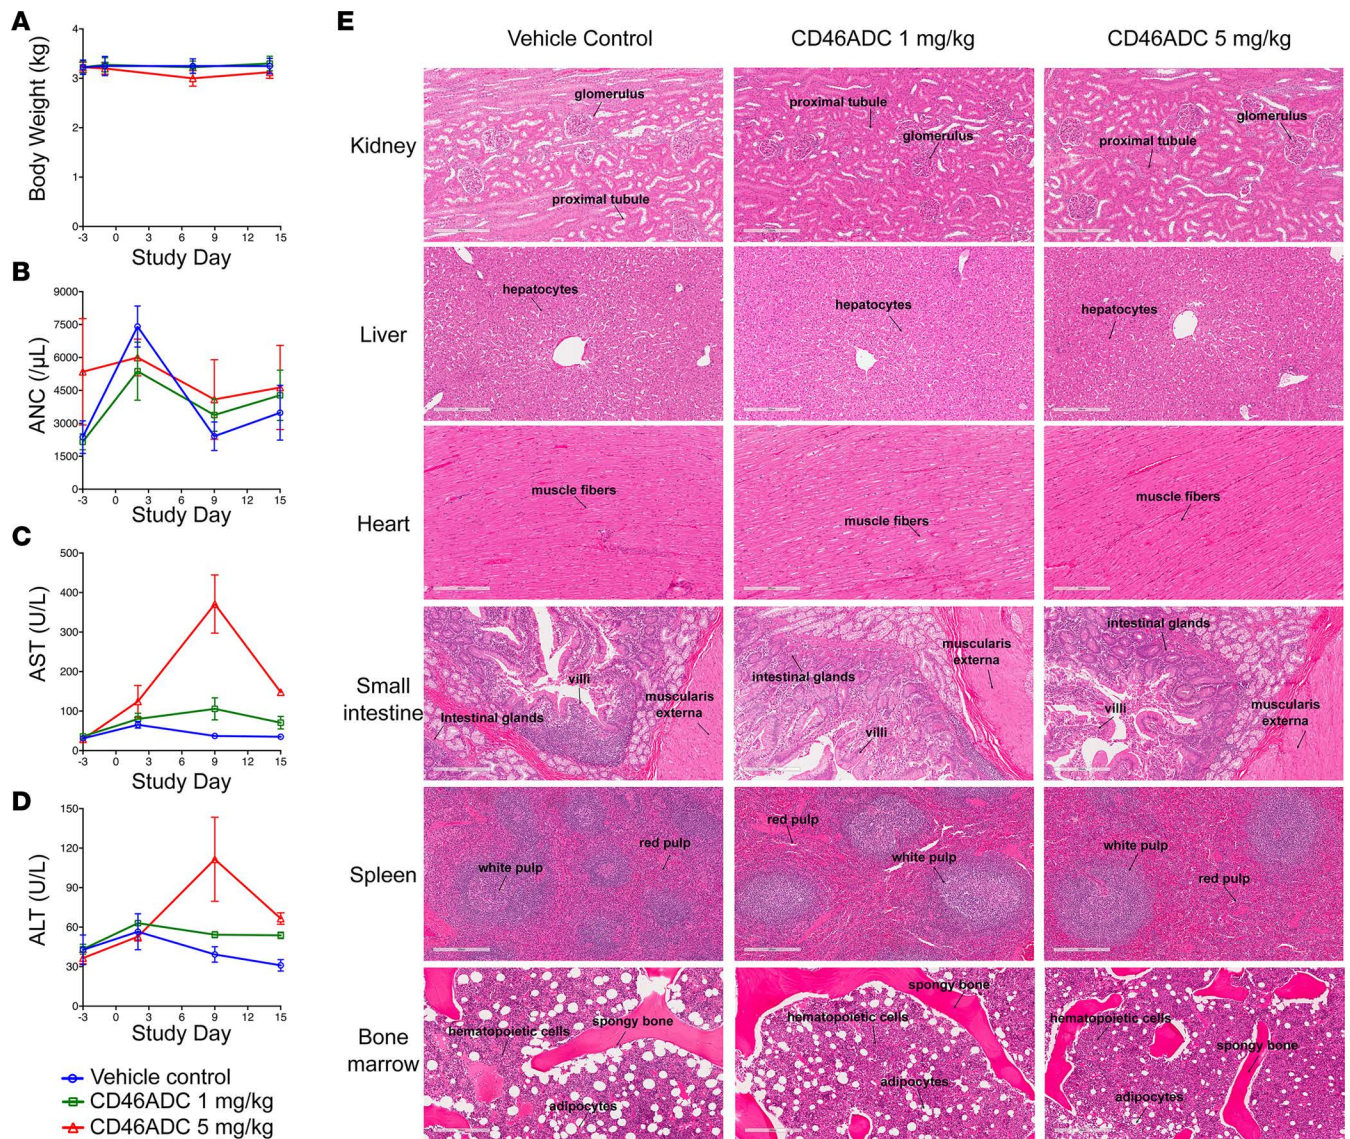 A
Body Weight (kg)
4
3
2
1
0
-3 0 3 6 9 12 15
Study Day
B
ANC (/µL)
9000
7500
6000
4500
3000
1500
0
-3 0 3 6 9 12 15
Study Day
C
AST (U/L)
500
400
300
200
100
0
-3 0 3 6 9 12 15
Study Day
D
ALT (U/L)
150
120
90
60
30
0
-3 0 3 6 9 12 15
Study Day
Vehicle control
CD46ADC 1 mg/kg
CD46ADC 5 mg/kg
E
Vehicle Control
CD46ADC 1 mg/kg
CD46ADC 5 mg/kg
Kidney
glomerulus
proximal tubule
proximal tubule
glomerulus
glomerulus
proximal tubule
Liver
hepatocytes
hepatocytes
hepatocytes
Heart
muscle fibers
muscle fibers
muscle fibers
Small
intestine
villi
Intestinal glands
muscularis
externa
muscularis
externa
intestinal glands
villi
intestinal glands
villi
muscularis
externa
Spleen
white pulp
red pulp
red pulp
white pulp
white pulp
red pulp
Bone
marrow
hematopoietic cells
spongy bone
adipocytes
spongy bone
hematopoietic cells
adipocytes
hematopoietic cells
spongy bone
adipocytes